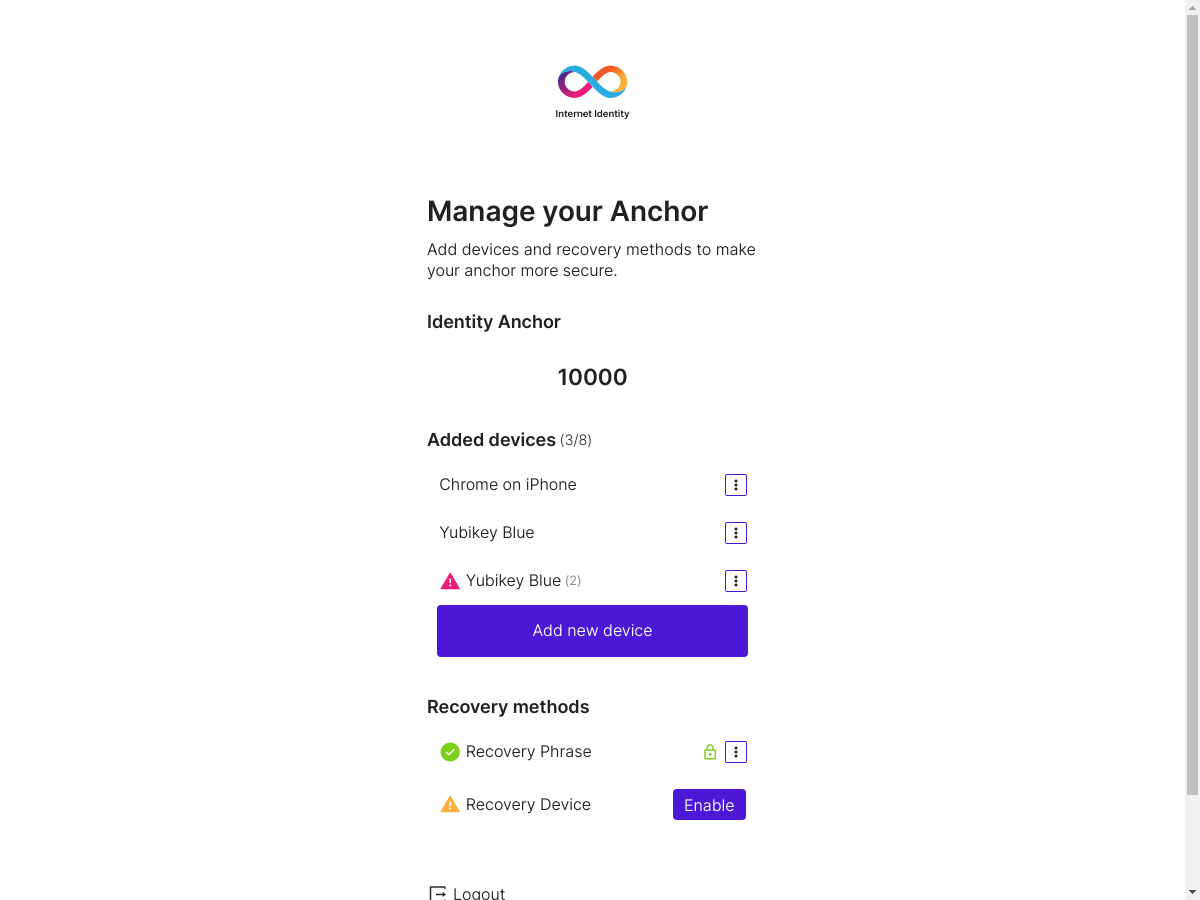 Internet Identity
Manage your Anchor
Add devices and recovery methods to make
your anchor more secure.
Identity Anchor
10000
Added devices (3/8)
Chrome on iPhone
Yubikey Blue
Yubikey Blue (2)
Add new device
Recovery methods
Recovery Phrase
Recovery Device
Enable
Logout